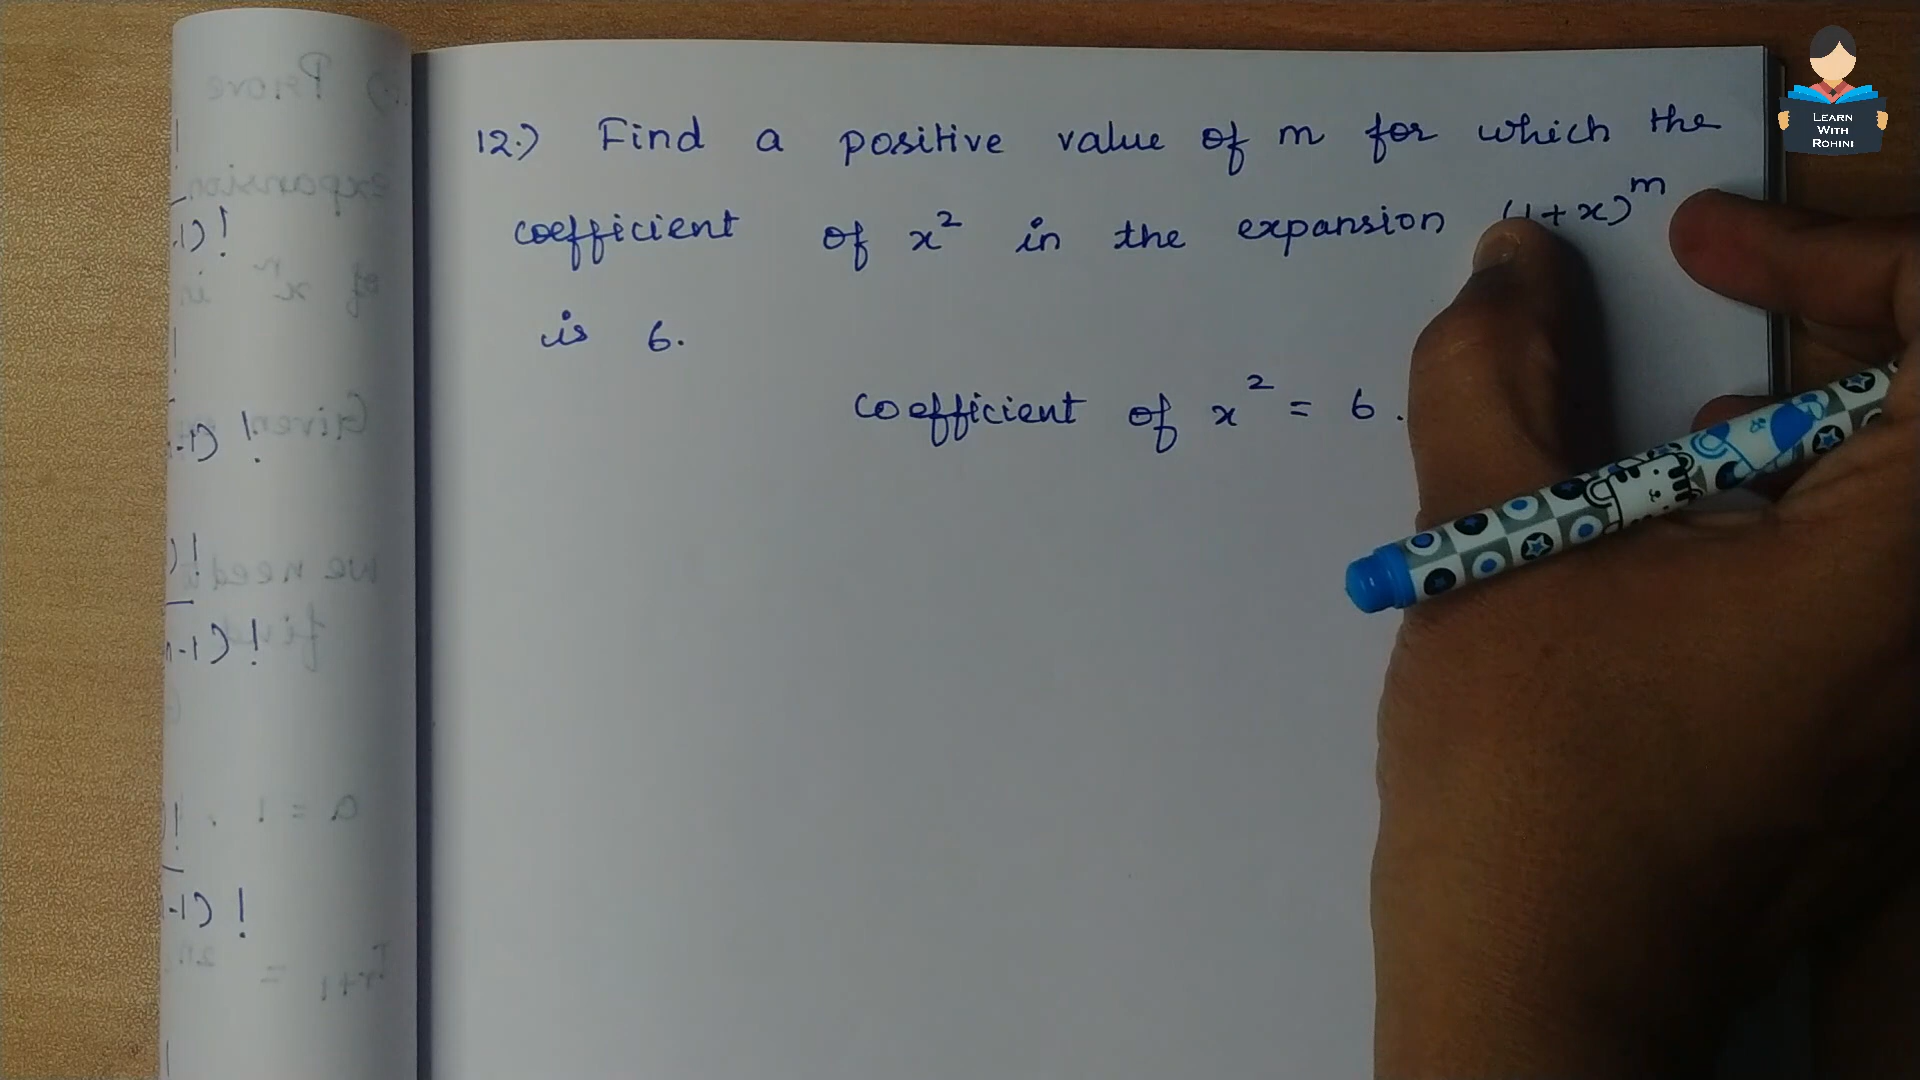 12.) Find a positive value of m for which the
coefficient of x² in the expansion (1+x)ᵐ
is 6.
coefficient of x² = 6.
LEARN
WITH
ROHINI